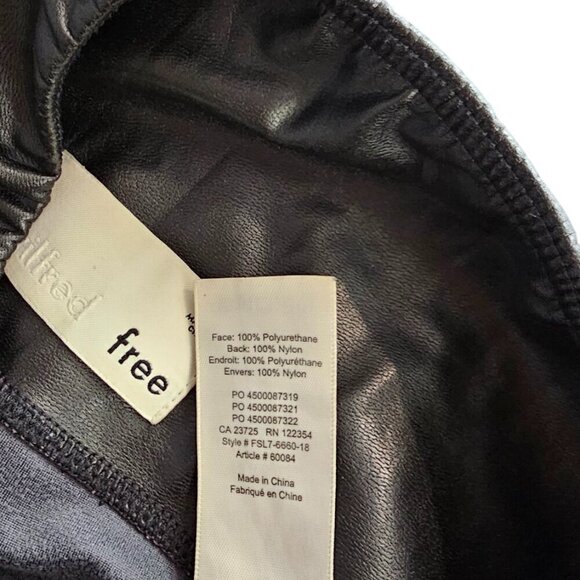 ilfred
free
Face: 100% Polyurethane
Back: 100% Nylon
Endroit: 100% Polyuréthane
Envers: 100% Nylon
PO 4500087319
PO 4500087321
PO 4500087322
CA 23725 RN 122354
Style # FSL7-6660-18
Article # 60084
Made in China
Fabriqué en Chine